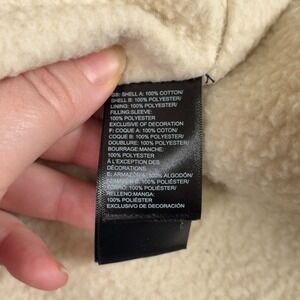 GB: SHELL A: 100% COTTON/
SHELL B: 100% POLYESTER/
LINING: 100% POLYESTER/
FILLING:SLEEVE:
100% POLYESTER
EXCLUSIVE OF DECORATION
F: COQUE A: 100% COTON/
COQUE B: 100% POLYESTER/
DOUBLURE: 100% POLYESTER/
BOURRAGE:MANCHE:
100% POLYESTER
À L'EXCEPTION DES
DÉCORATIONS.
E: ARMAZÓN A: 100% ALGODÓN/
ARMAZÓN B: 100% POLIÉSTER/
FORRO: 100% POLIÉSTER/
RELLENO:MANGA:
100% POLIÉSTER
EXCLUSIVO DE DECORACIÓN